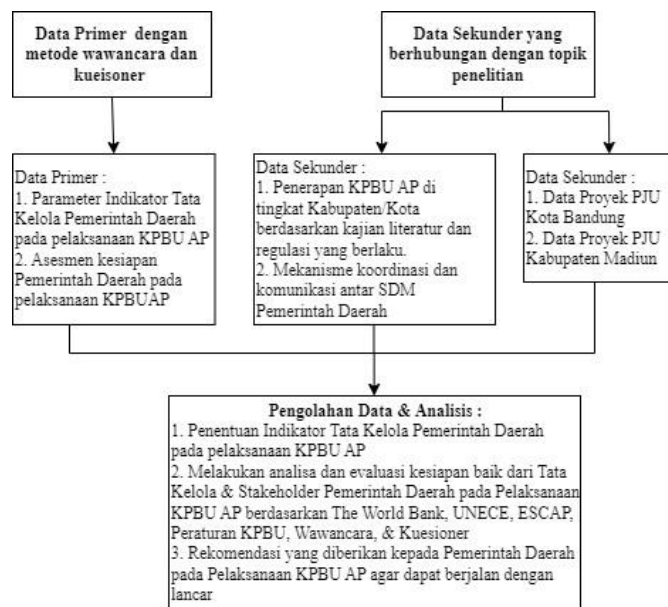 Data Primer dengan
metode wawancara dan
kueisoner
Data Sekunder yang
berhubungan dengan topik
penelitian
Data Primer :
1. Parameter Indikator Tata
Kelola Pemerintah Daerah
pada pelaksanaan KPBU AP
2. Asesmen kesiapan
Pemerintah Daerah pada
pelaksanaan KPBUAP
Data Sekunder :
1. Penerapan KPBU AP di
tingkat Kabupaten/Kota
berdasarkan kajian literatur dan
regulasi yang berlaku.
2. Mekanisme koordinasi dan
komunikasi antar SDM
Pemerintah Daerah
Data Sekunder :
1. Data Proyek PJU
Kota Bandung
2. Data Proyek PJU
Kabupaten Madiun
Pengolahan Data & Analisis :
1. Penentuan Indikator Tata Kelola Pemerintah Daerah
pada pelaksanaan KPBU AP
2. Melakukan analisa dan evaluasi kesiapan baik dari Tata
Kelola & Stakeholder Pemerintah Daerah pada Pelaksanaan
KPBU AP berdasarkan The World Bank, UNECE, ESCAP,
Peraturan KPBU, Wawancara, & Kuesioner
3. Rekomendasi yang diberikan kepada Pemerintah Daerah
pada Pelaksanaan KPBU AP agar dapat berjalan dengan
lancar